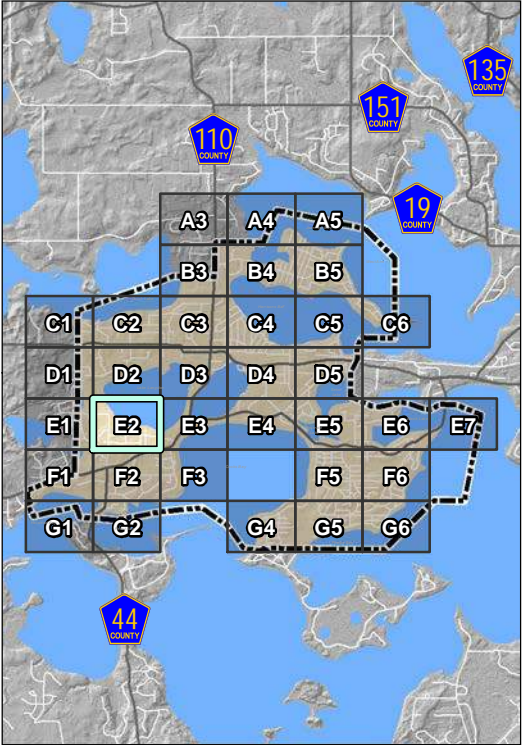 135
COUNTY
151
COUNTY
110
COUNTY
19
COUNTY
A3 A4 A5
B3 B4 B5
C1 C2 C3 C4 C5 C6
D1 D2 D3 D4 D5
E1 E2 E3 E4 E5 E6 E7
F1 F2 F3 F5 F6
G1 G2 G4 G5 G6
44
COUNTY